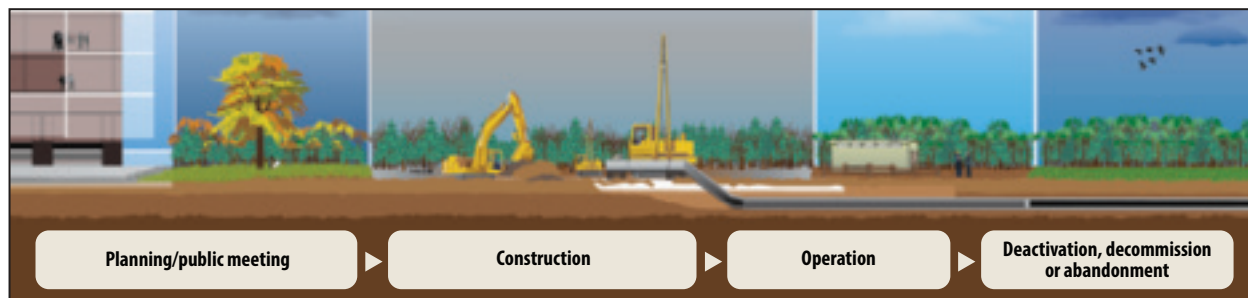 Planning/public meeting
Construction
Operation
Deactivation, decommission
or abandonment